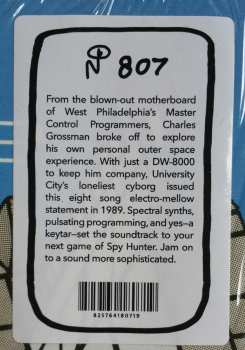 807
From the blown-out motherboard
of West Philadelphia's Master
Control Programmers, Charles
Grossman broke off to explore
his own personal outer space
experience. With just a DW-8000
to keep him company, University
City's loneliest cyborg issued
this eight song electro-mellow
statement in 1989. Spectral synths,
pulsating programming, and yes—a
keytar—set the soundtrack to your
next game of Spy Hunter. Jam on
to a sound more sophisticated.
825764180719